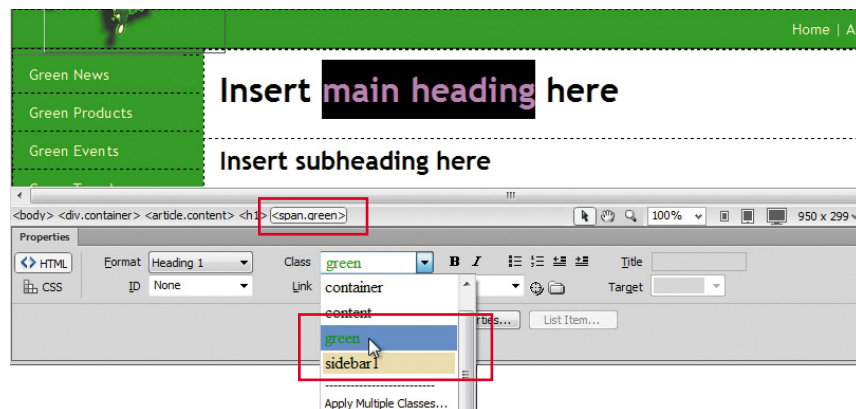 Home | A
Green News
Insert main heading here
Green Products
Green Events
Insert subheading here
<body> <div.container> <article.content> <h1> <span.green>
100%
950 x 299
Properties
<> HTML
Format
Heading 1
Class
green
B I
Title
CSS
ID
None
Link
container
Target
content
List Item...
green
sidebar1
Apply Multiple Classes...